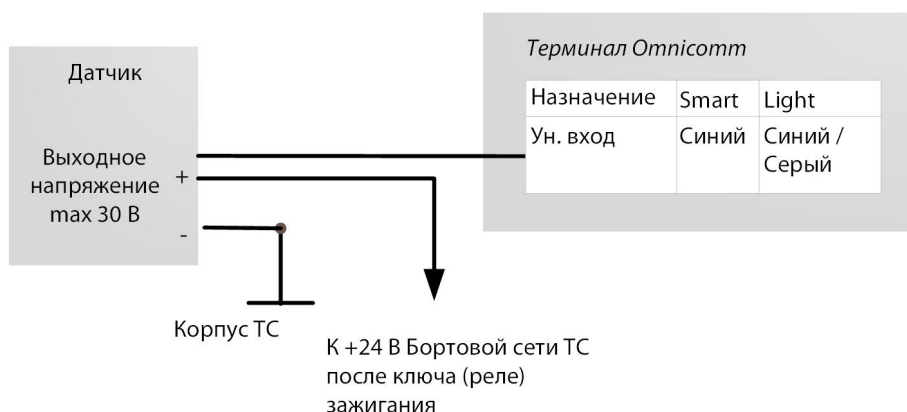 Датчик
Выходное
напряжение
max 30 В
+
-
Корпус ТС
К +24 В Бортовой сети ТС
после ключа (реле)
зажигания
Терминал Omnicomm
Назначение Smart Light
Ун. вход Синий Синий /
Серый